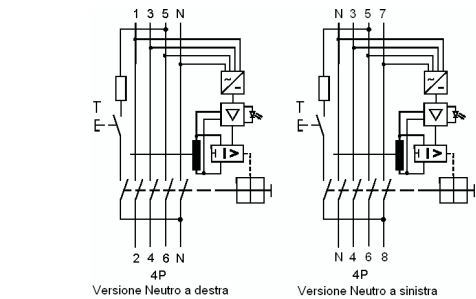 1 3 5 N
N 3 5 7
T
T
I >
I >
2 4 6 N
N 4 6 8
4P
4P
Versione Neutro a destra
Versione Neutro a sinistra